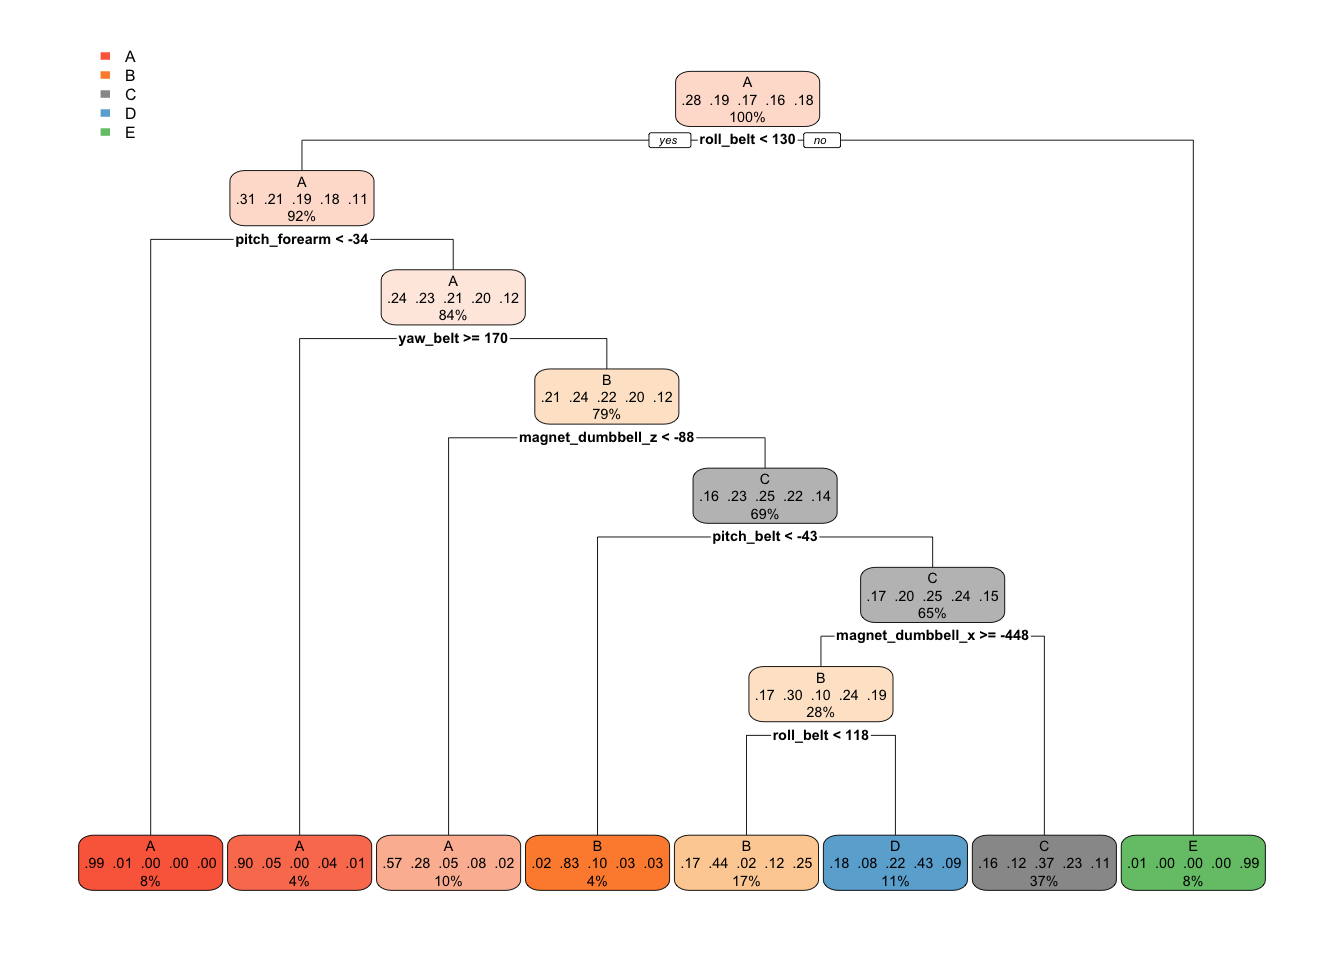 A
B
C
D
E
A
.28 .19 .17 .16 .18
100%
yes roll_belt < 130 no
A
.31 .21 .19 .18 .11
92%
pitch_forearm < -34
A
.24 .23 .21 .20 .12
84%
yaw_belt >= 170
B
.21 .24 .22 .20 .12
79%
magnet_dumbbell_z < -88
C
.16 .23 .25 .22 .14
69%
pitch_belt < -43
C
.17 .20 .25 .24 .15
65%
magnet_dumbbell_x >= -448
B
.17 .30 .10 .24 .19
28%
roll_belt < 118
A
.99 .01 .00 .00 .00
8%
A
.90 .05 .00 .04 .01
4%
A
.57 .28 .05 .08 .02
10%
B
.02 .83 .10 .03 .03
4%
B
.17 .44 .02 .12 .25
17%
D
.18 .08 .22 .43 .09
11%
C
.16 .12 .37 .23 .11
37%
E
.01 .00 .00 .00 .99
8%